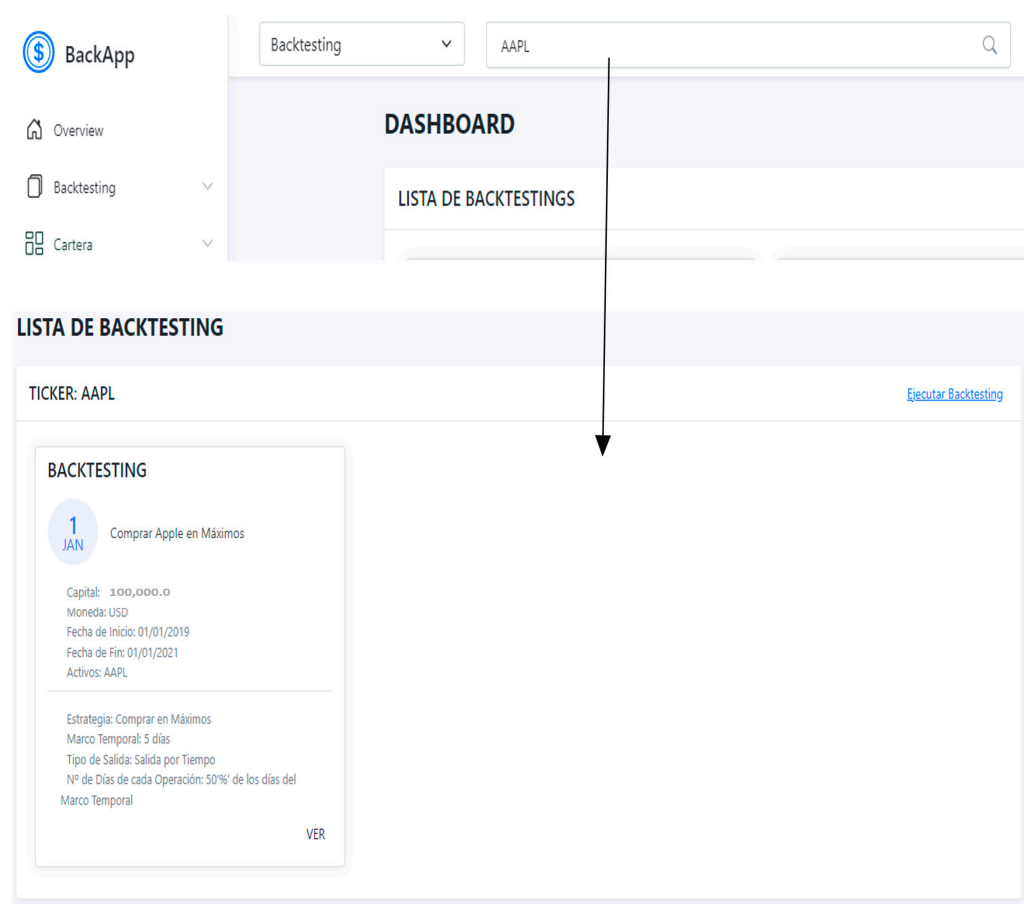 BackApp
Backtesting
AAPL
Overview
Backtesting
Cartera
DASHBOARD
LISTA DE BACKTESTINGS
LISTA DE BACKTESTING
TICKER: AAPL
Ejecutar Backtesting
BACKTESTING
1
JAN
Comprar Apple en Máximos
Capital: 100,000.0
Moneda: USD
Fecha de Inicio: 01/01/2019
Fecha de Fin: 01/01/2021
Activos: AAPL
Estrategia: Comprar en Máximos
Marco Temporal: 5 días
Tipo de Salida: Salida por Tiempo
Nº de Días de cada Operación: 50'%' de los días del
Marco Temporal
VER